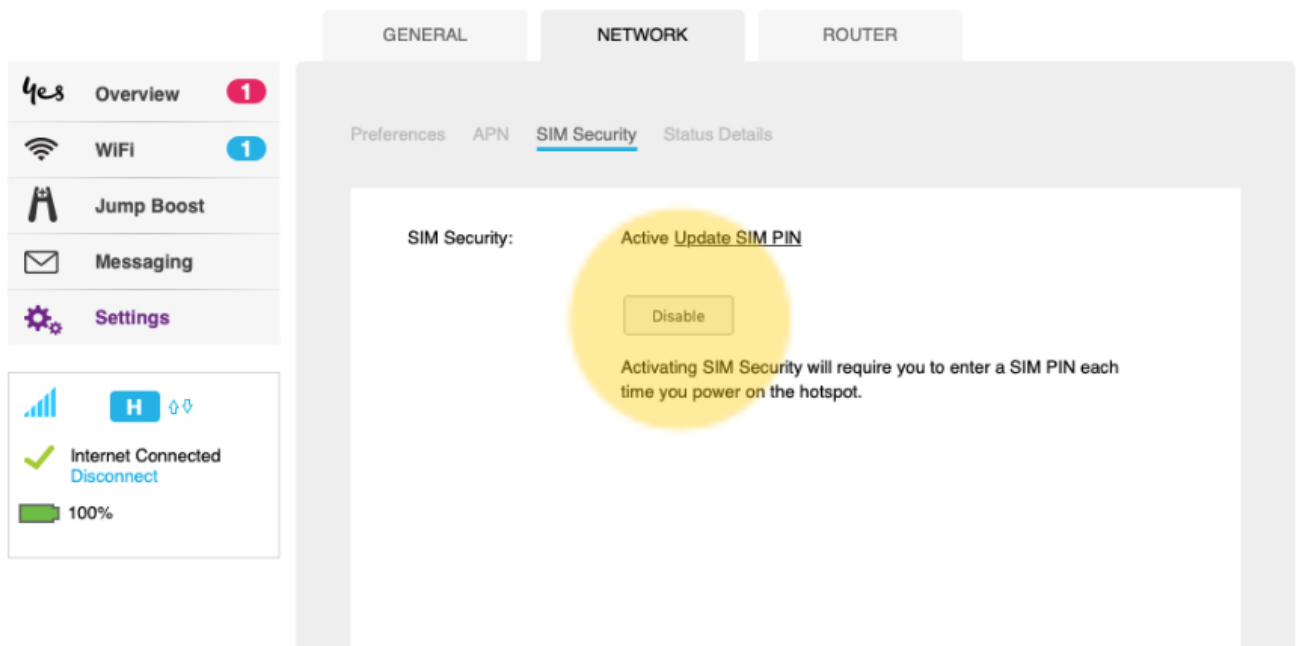 GENERAL NETWORK ROUTER
yes Overview 1
WiFi 1
Jump Boost
Messaging
Settings
Preferences APN SIM Security Status Details
SIM Security: Active Update SIM PIN
Disable
Activating SIM Security will require you to enter a SIM PIN each
time you power on the hotspot.
H
Internet Connected
Disconnect
100%